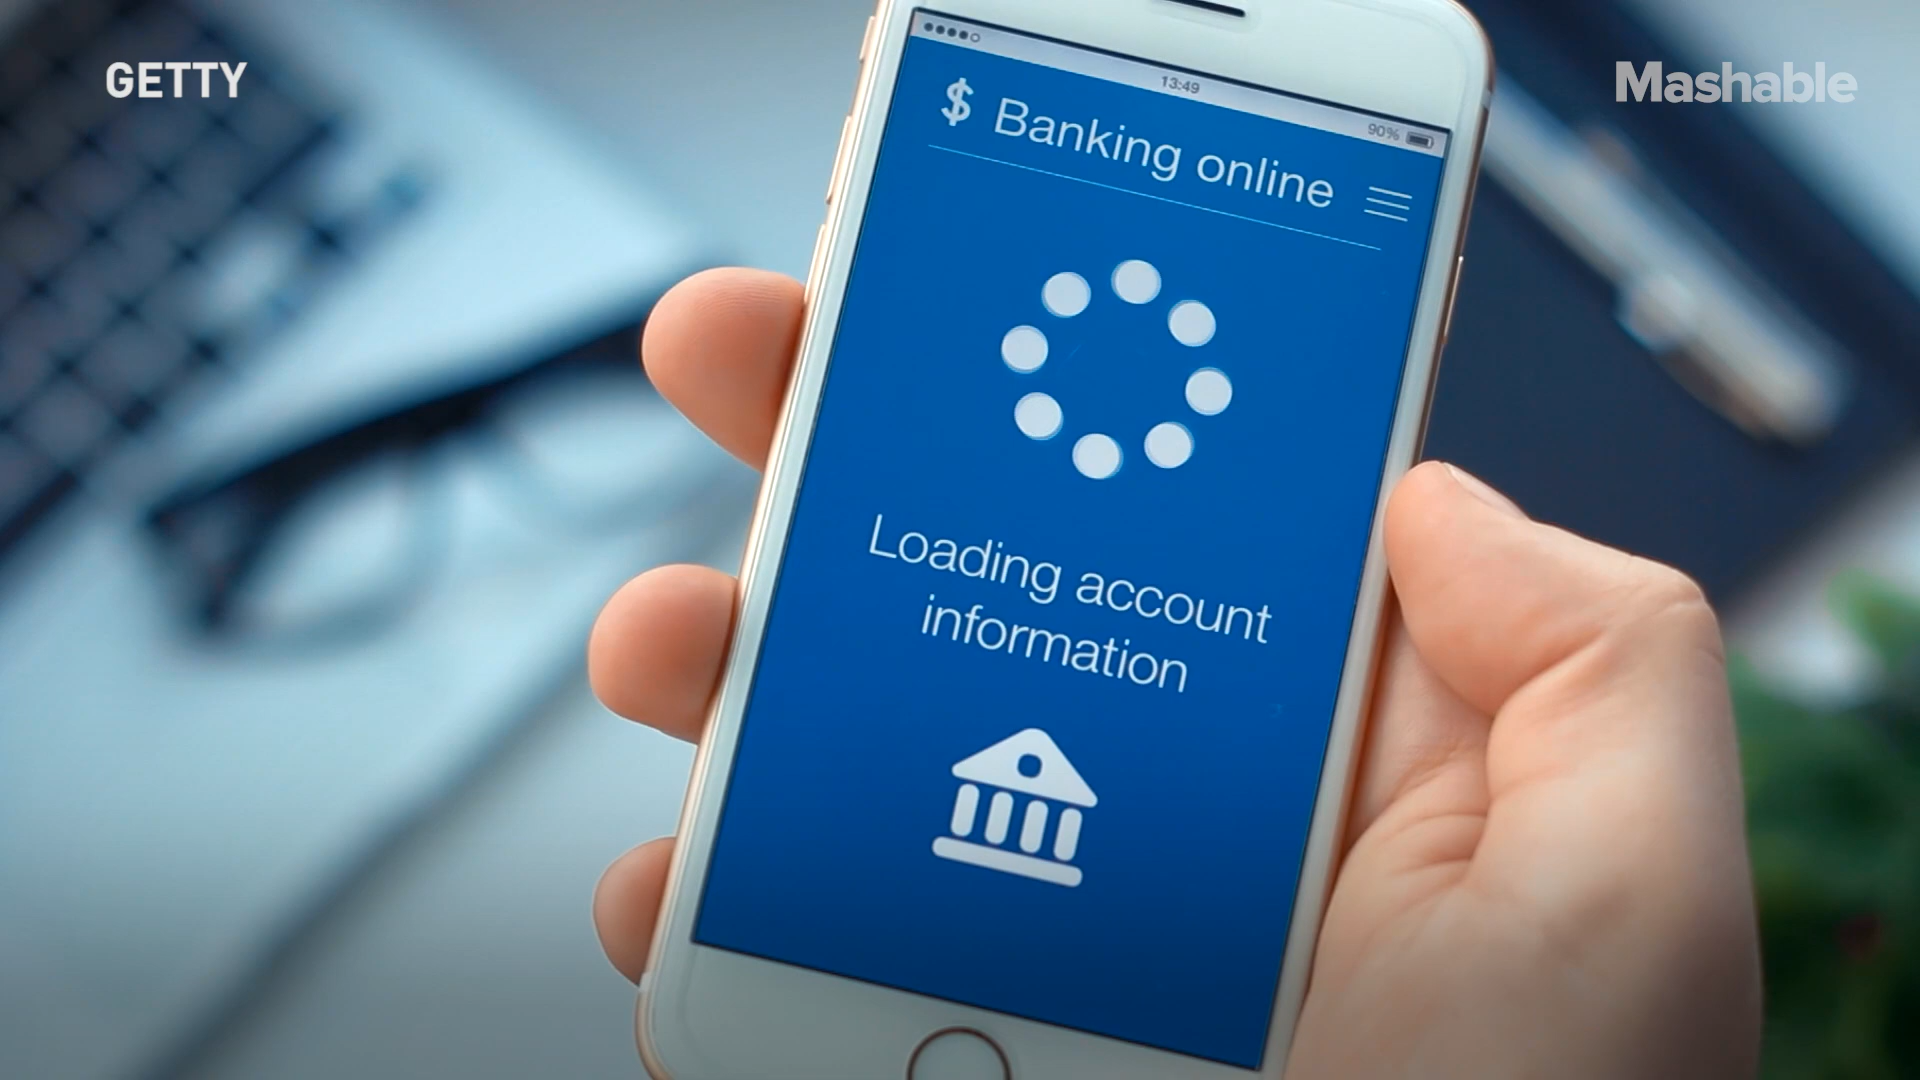 GETTY
Mashable
13:49
90%
$ Banking online
Loading account
information